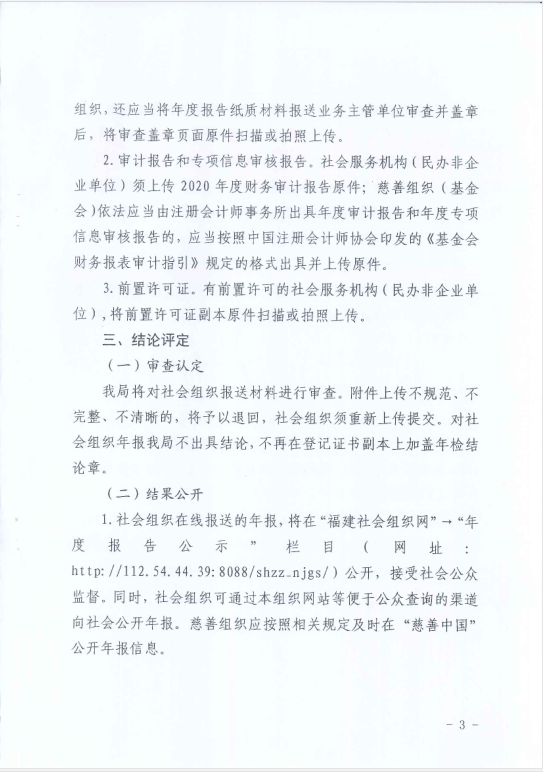 组织,还应当将年度报告纸质材料报送业务主管单位审查并盖章
后，将审查盖章页面原件扫描或拍照上传。
2.审计报告和专项信息审核报告。社会服务机构（民办非企
业单位）须上传 2020 年度财务审计报告原件；慈善组织（基金
会)依法应当由注册会计师事务所出具年度审计报告和年度专项
信息审核报告的，应当按照中国注册会计师协会印发的《基金会
财务报表审计指引》规定的格式出具并上传原件。
3.前置许可证。有前置许可的社会服务机构（民办非企业单
位）,将前置许可证副本原件扫描或拍照上传。
三、结论评定
（一）审查认定
我局将对社会组织报送材料进行审查。附件上传不规范、不
完整、不清晰的，将予以退回，社会组织须重新上传提交。对社
会组织年报我局不出具结论，不再在登记证书副本上加盖年检结
论章。
（二）结果公开
1.社会组织在线报送的年报，将在“福建社会组织网”→“年
度报告公示”栏目（网址：
http://112.54.44.39:8088/shzz_njgs/）公开，接受社会公众
监督。同时，社会组织可通过本组织网站等便于公众查询的渠道
向社会公开年报。慈善组织应按照相关规定及时在“慈善中国”
公开年报信息。
- 3 -